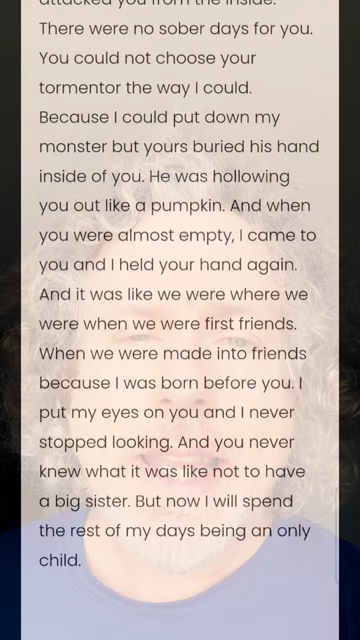 attacked you from the inside.
There were no sober days for you.
You could not choose your
tormentor the way I could.
Because I could put down my
monster but yours buried his hand
inside of you. He was hollowing
you out like a pumpkin. And when
you were almost empty, I came to
you and I held your hand again.
And it was like we were where we
were when we were first friends.
When we were made into friends
because I was born before you. I
put my eyes on you and I never
stopped looking. And you never
knew what it was like not to have
a big sister. But now I will spend
the rest of my days being an only
child.